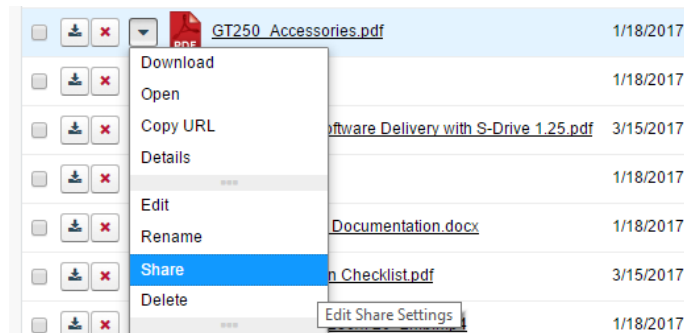 PDF GT250_Accessories.pdf 1/18/2017
Download
1/18/2017
Open
Copy URL
oftware Delivery with S-Drive 1.25.pdf 3/15/2017
Details
1/18/2017
Edit
Documentation.docx 1/18/2017
Rename
Share
n Checklist.pdf 3/15/2017
Delete
Edit Share Settings
1/18/2017